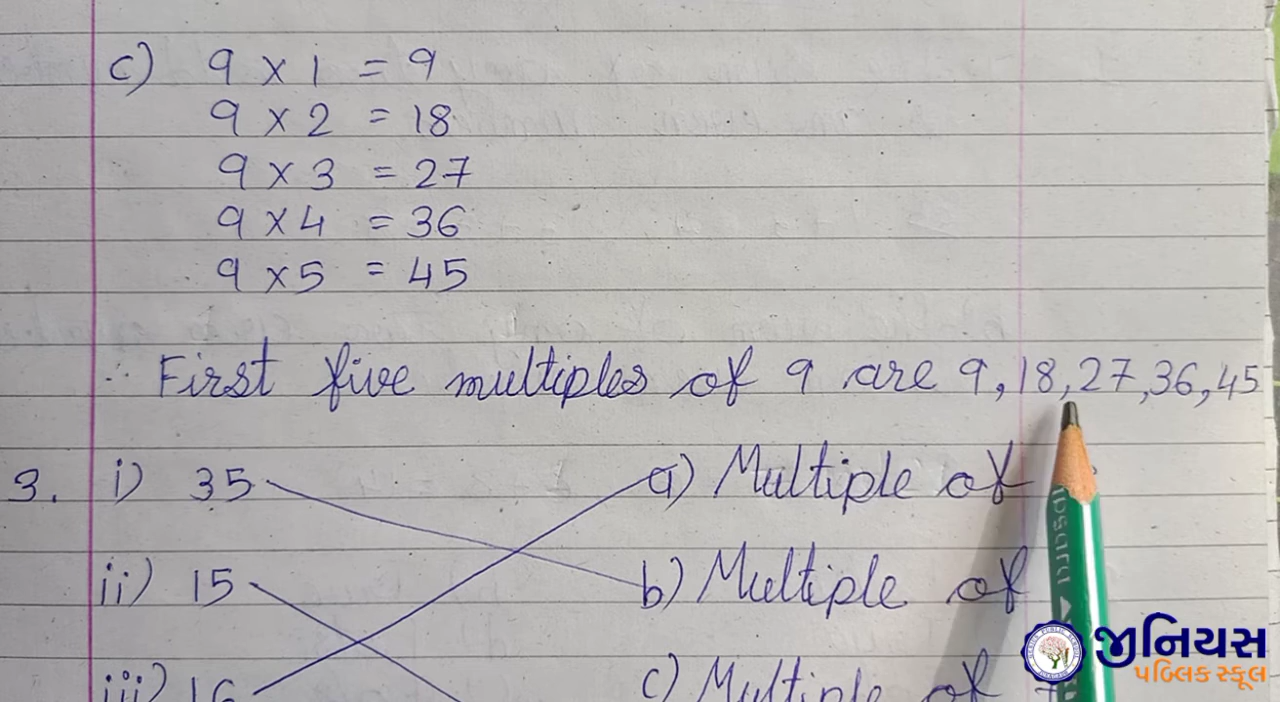 c) 9 × 1 = 9
9 × 2 = 18
9 × 3 = 27
9 × 4 = 36
9 × 5 = 45
∴ First five multiples of 9 are 9, 18, 27, 36, 45
3. i) 35 a) Multiple of
ii) 15 b) Multiple of
iii) 16 c) Multiple of
જીનિયસ
પબ્લિક સ્કૂલ